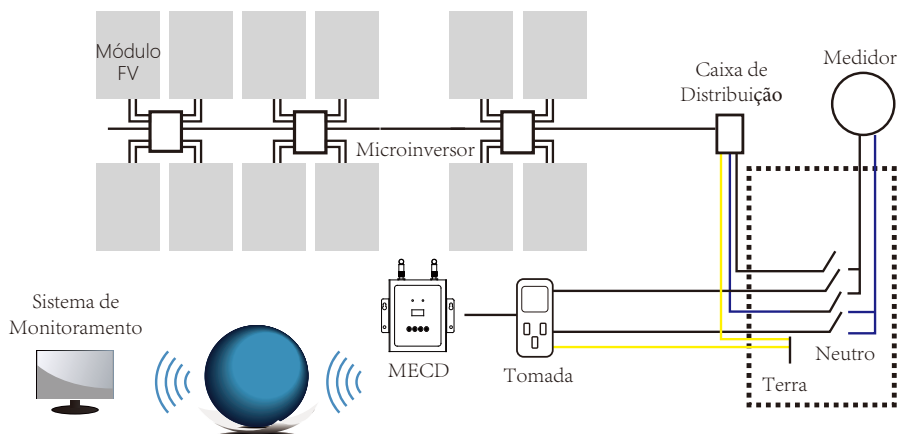 Módulo
FV
Microinversor
Caixa de
Distribuição
Medidor
Sistema de
Monitoramento
MECD
Tomada
Neutro
Terra